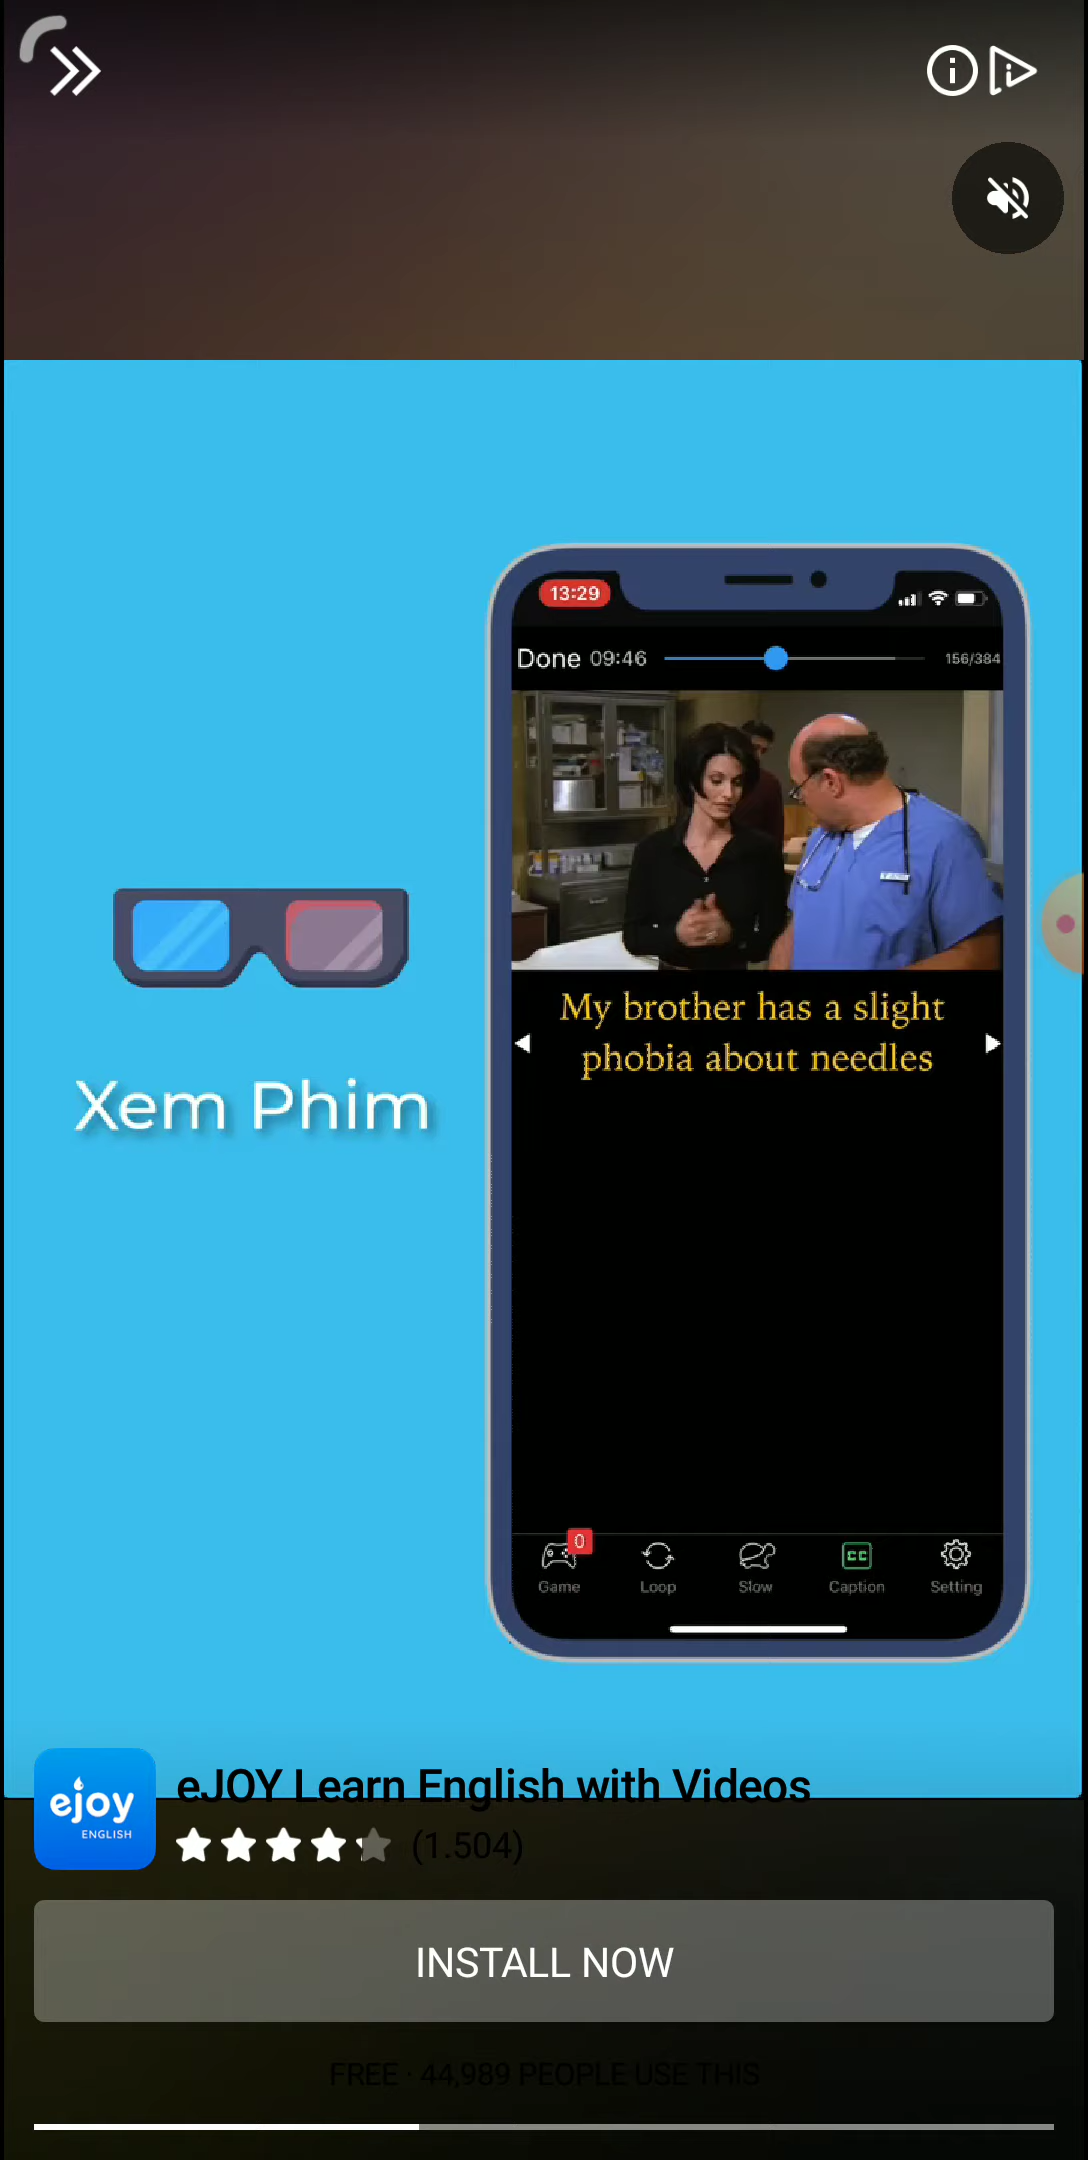 13:29
Done 09:46 156/384
My brother has a slight
phobia about needles
Xem Phim
0
Game Loop Slow Caption Setting
ejoy
ENGLISH
eJOY Learn English with Videos
(1.504)
INSTALL NOW
FREE · 44,989 PEOPLE USE THIS